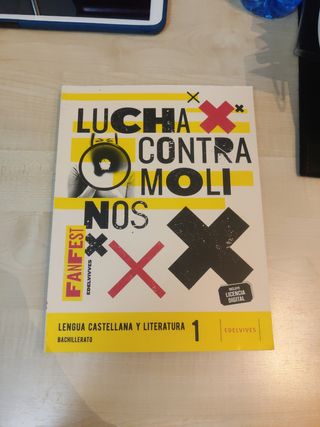 LUCHA
CONTRA
MOLI
NOS
FANFEST
EDELVIVES
INCLUYE
LICENCIA
DIGITAL
LENGUA CASTELLANA Y LITERATURA 1
BACHILLERATO
EDELVIVES